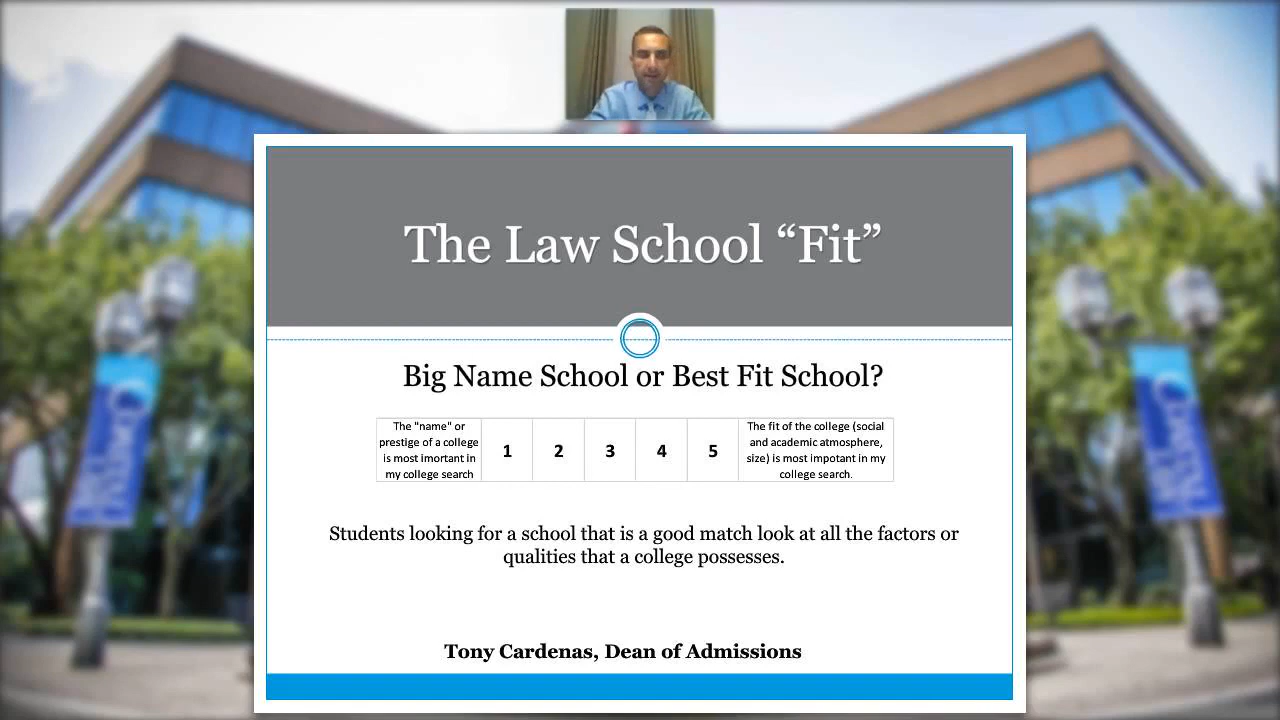 The Law School “Fit”
Big Name School or Best Fit School?
The "name" or
prestige of a college
is most imortant in
my college search
1 2 3 4 5
The fit of the college (social
and academic atmosphere,
size) is most impotant in my
college search.
Students looking for a school that is a good match look at all the factors or
qualities that a college possesses.
Tony Cardenas, Dean of Admissions